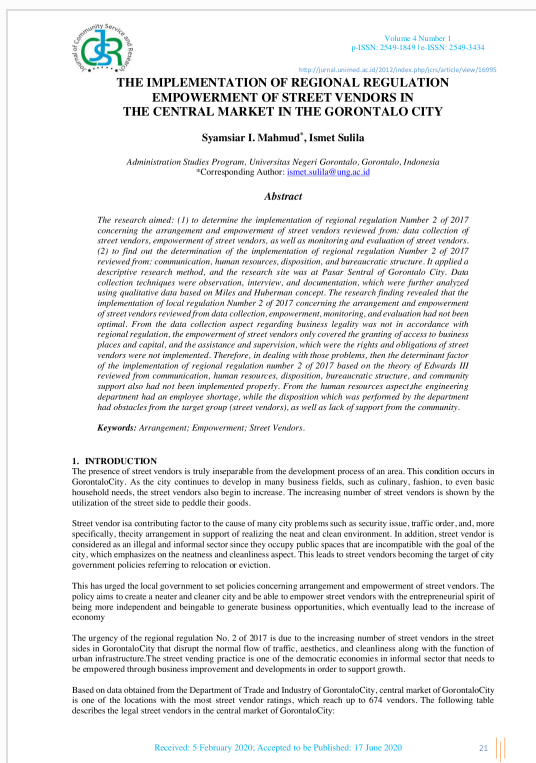 Journal of Community Service and Research
JCSR
Volume 4 Number 1
p-ISSN: 2549-1849 | e-ISSN: 2549-3434
http://jurnal.unimed.ac.id/2012/index.php/jcrs/article/view/16995
THE IMPLEMENTATION OF REGIONAL REGULATION
EMPOWERMENT OF STREET VENDORS IN
THE CENTRAL MARKET IN THE GORONTALO CITY
Syamsiar I. Mahmud*, Ismet Sulila
Administration Studies Program, Universitas Negeri Gorontalo, Gorontalo, Indonesia
*Corresponding Author: ismet.sulila@ung.ac.id
Abstract
The research aimed: (1) to determine the implementation of regional regulation Number 2 of 2017
concerning the arrangement and empowerment of street vendors reviewed from: data collection of
street vendors, empowerment of street vendors, as well as monitoring and evaluation of street vendors.
(2) to find out the determination of the implementation of regional regulation Number 2 of 2017
reviewed from: communication, human resources, disposition, and bureaucratic structure. It applied a
descriptive research method, and the research site was at Pasar Sentral of Gorontalo City. Data
collection techniques were observation, interview, and documentation, which were further analyzed
using qualitative data based on Miles and Huberman concept. The research finding revealed that the
implementation of local regulation Number 2 of 2017 concerning the arrangement and empowerment
of street vendors reviewed from data collection, empowerment, monitoring, and evaluation had not been
optimal. From the data collection aspect regarding business legality was not in accordance with
regional regulation, the empowerment of street vendors only covered the granting of access to business
places and capital, and the assistance and supervision, which were the rights and obligations of street
vendors were not implemented. Therefore, in dealing with those problems, then the determinant factor
of the implementation of regional regulation number 2 of 2017 based on the theory of Edwards III
reviewed from communication, human resources, disposition, bureaucratic structure, and community
support also had not been implemented properly. From the human resources aspect,the engineering
department had an employee shortage, while the disposition which was performed by the department
had obstacles from the target group (street vendors), as well as lack of support from the community.
Keywords: Arrangement; Empowerment; Street Vendors.
1. INTRODUCTION
The presence of street vendors is truly inseparable from the development process of an area. This condition occurs in
GorontaloCity. As the city continues to develop in many business fields, such as culinary, fashion, to even basic
household needs, the street vendors also begin to increase. The increasing number of street vendors is shown by the
utilization of the street side to peddle their goods.
Street vendor isa contributing factor to the cause of many city problems such as security issue, traffic order, and, more
specifically, thecity arrangement in support of realizing the neat and clean environment. In addition, street vendor is
considered as an illegal and informal sector since they occupy public spaces that are incompatible with the goal of the
city, which emphasizes on the neatness and cleanliness aspect. This leads to street vendors becoming the target of city
government policies referring to relocation or eviction.
This has urged the local government to set policies concerning arrangement and empowerment of street vendors. The
policy aims to create a neater and cleaner city and be able to empower street vendors with the entrepreneurial spirit of
being more independent and beingable to generate business opportunities, which eventually lead to the increase of
economy
The urgency of the regional regulation No. 2 of 2017 is due to the increasing number of street vendors in the street
sides in GorontaloCity that disrupt the normal flow of traffic, aesthetics, and cleanliness along with the function of
urban infrastructure.The street vending practice is one of the democratic economies in informal sector that needs to
be empowered through business improvement and developments in order to support growth.
Based on data obtained from the Department of Trade and Industry of GorontaloCity, central market of GorontaloCity
is one of the locations with the most street vendor ratings, which reach up to 674 vendors. The following table
describes the legal street vendors in the central market of GorontaloCity:
Received: 5 February 2020; Accepted to be Published: 17 June 2020
21